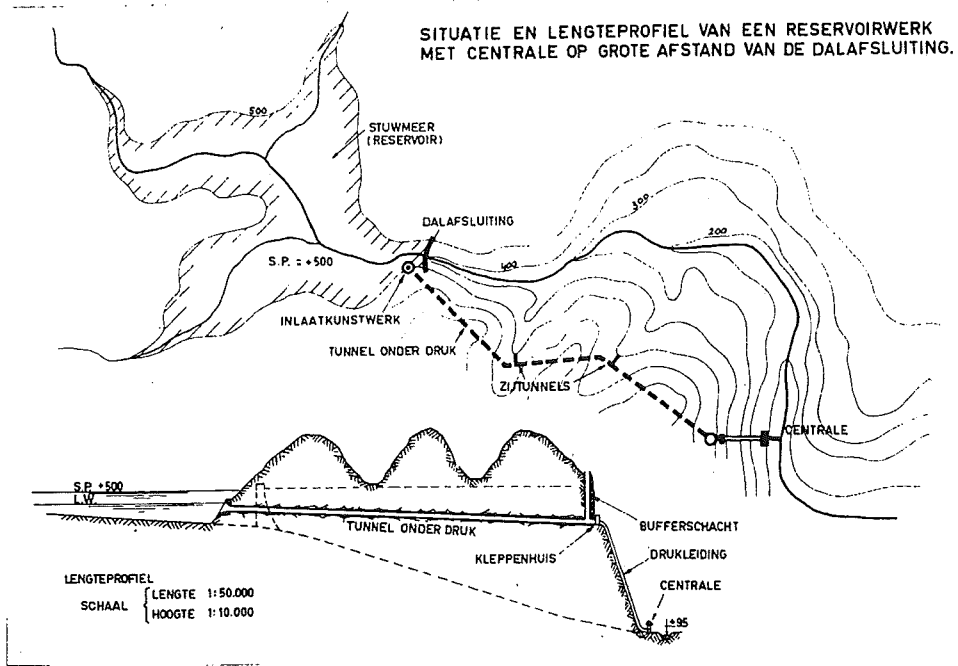 SITUATIE EN LENGTEPROFIEL VAN EEN RESERVOIRWERK
MET CENTRALE OP GROTE AFSTAND VAN DE DALAFSLUITING.
500
STUWMEER
(RESERVOIR)
300
200
DALAFSLUITING
S.P. = +500
400
INLAATKUNSTWERK
TUNNEL ONDER DRUK
ZIJTUNNELS
CENTRALE
S.P. +500
L.W.
TUNNEL ONDER DRUK
BUFFERSCHACHT
KLEPPENHUIS
DRUKLEIDING
CENTRALE
±95
LENGTEPROFIEL
SCHAAL
LENGTE 1:50.000
HOOGTE 1:10.000